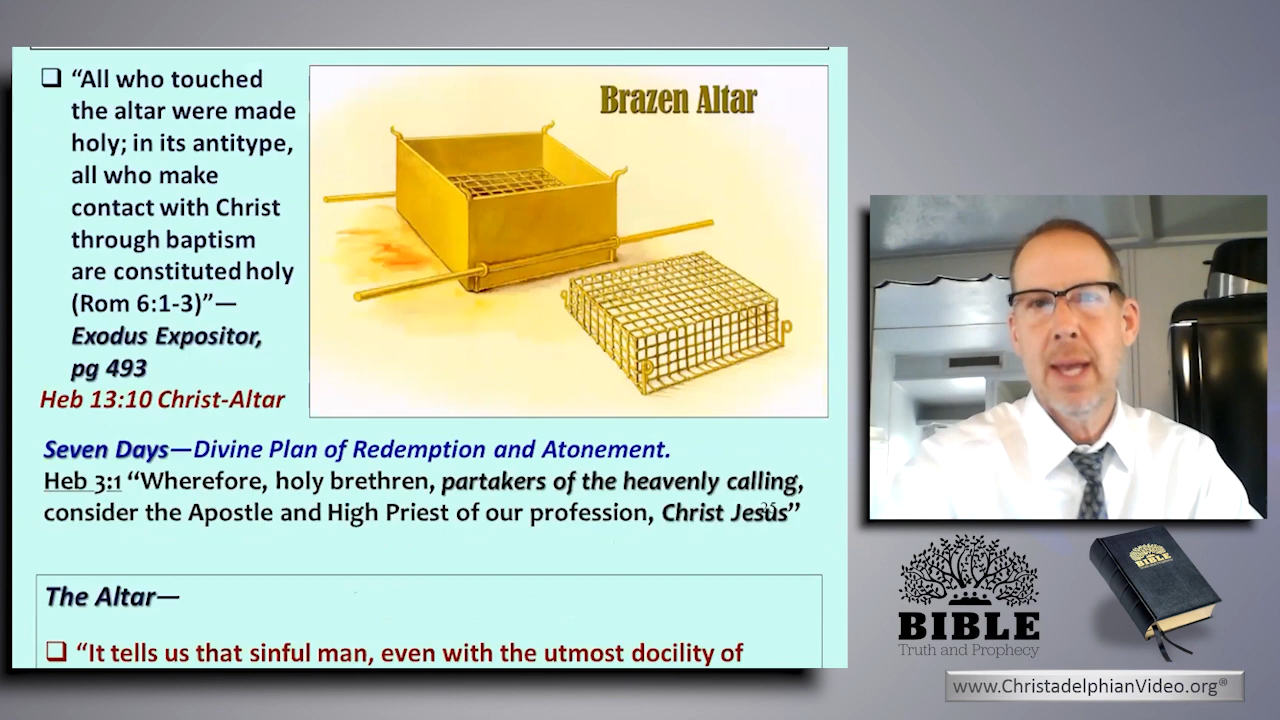 ❑ “All who touched
the altar were made
holy; in its antitype,
all who make
contact with Christ
through baptism
are constituted holy
(Rom 6:1-3)”—
Exodus Expositor,
pg 493
Heb 13:10 Christ-Altar
Brazen Altar
Seven Days—Divine Plan of Redemption and Atonement.
Heb 3:1 “Wherefore, holy brethren, partakers of the heavenly calling,
consider the Apostle and High Priest of our profession, Christ Jesus”
The Altar—
❑ “It tells us that sinful man, even with the utmost docility of
BIBLE
Truth and Prophecy
BIBLE
www.ChristadelphianVideo.org®